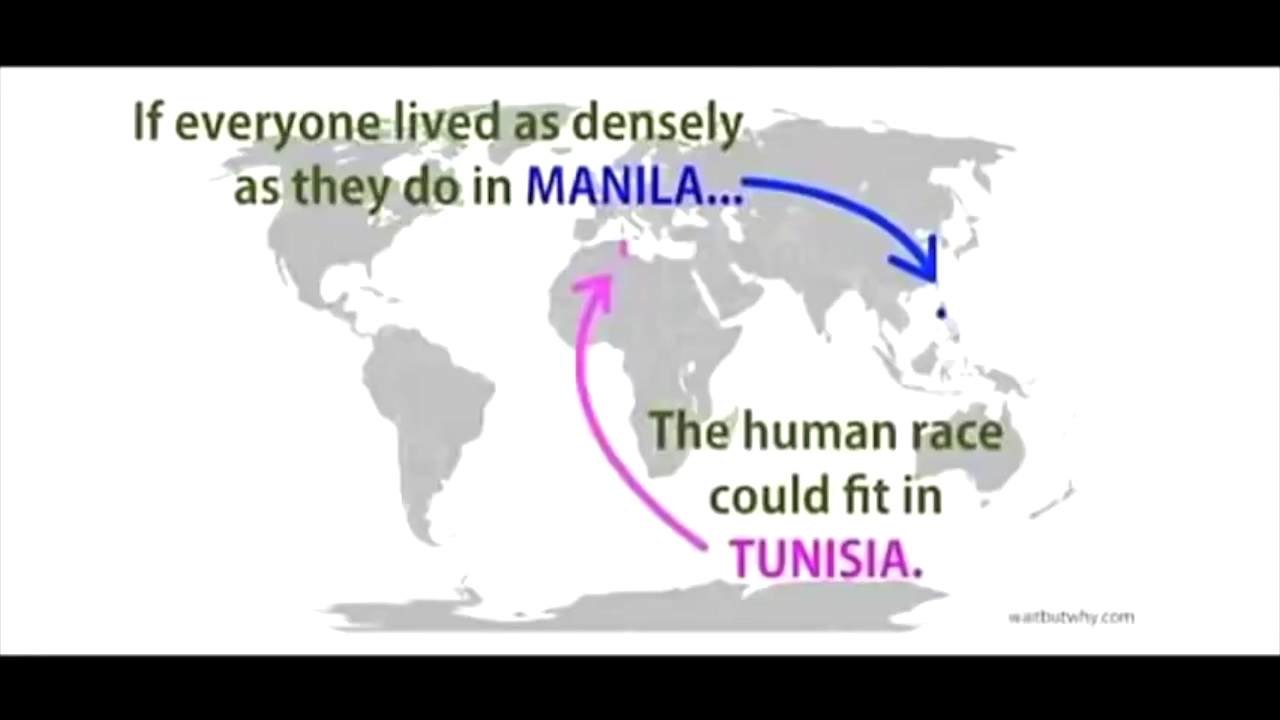 If everyone lived as densely
as they do in MANILA...
The human race
could fit in
TUNISIA.
waitbutwhy.com